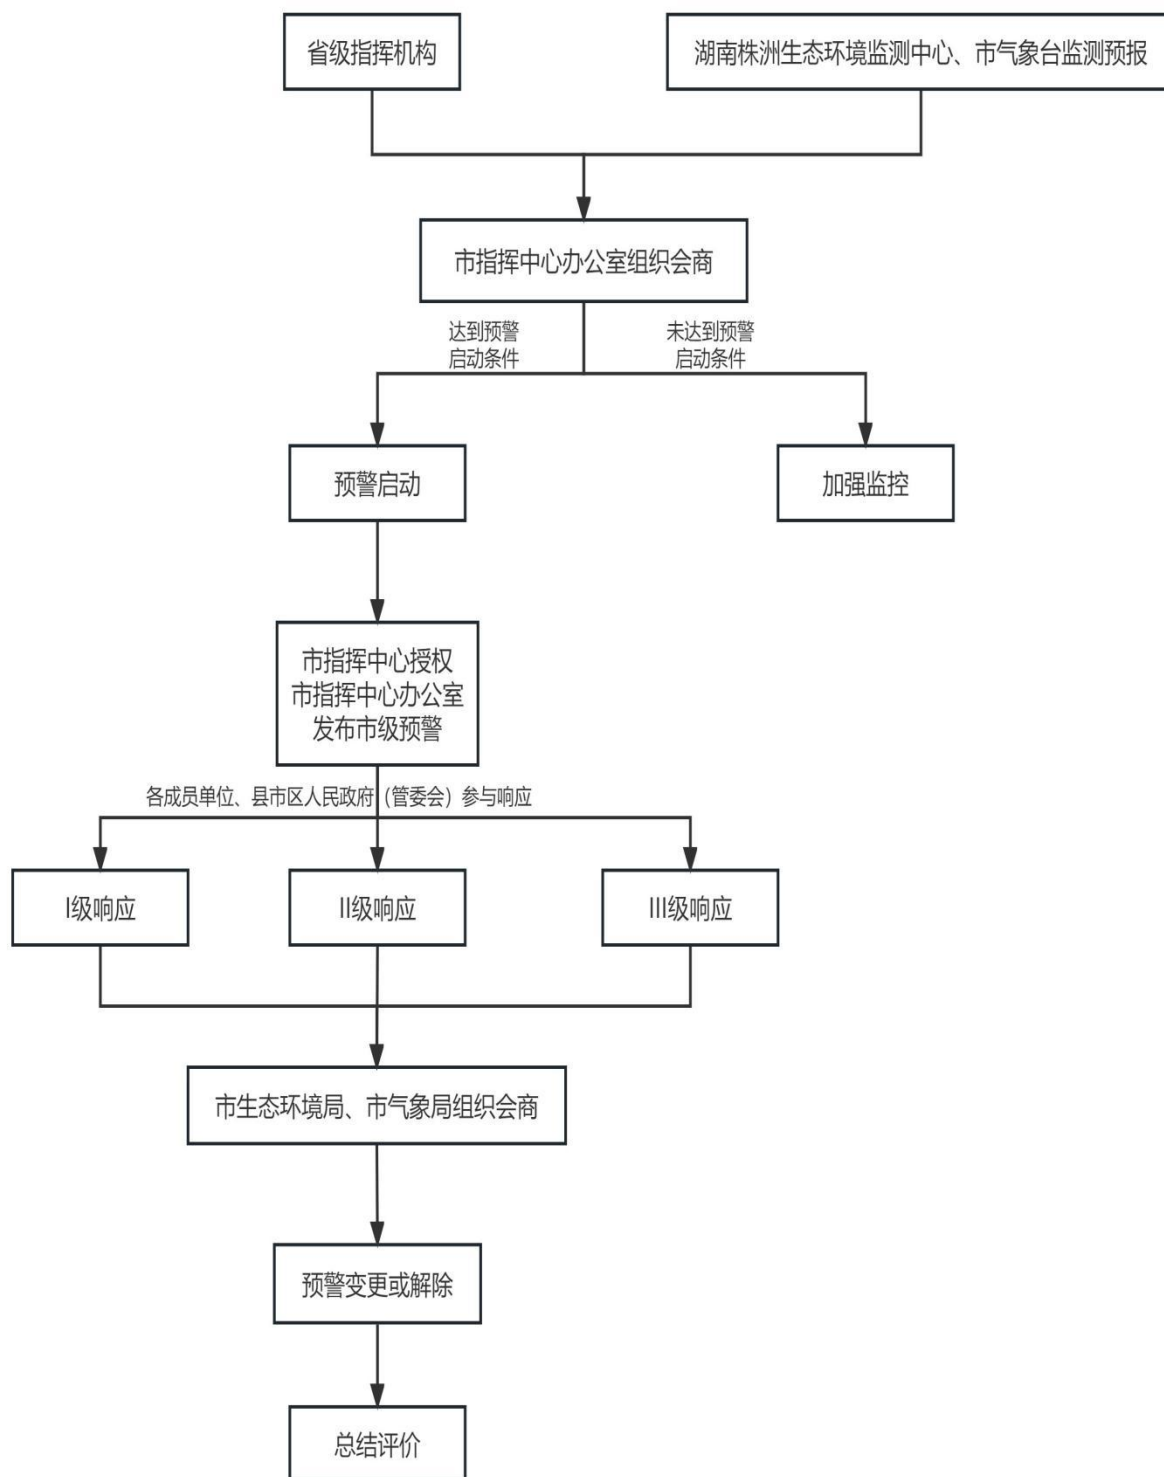 省级指挥机构
湖南株洲生态环境监测中心、市气象台监测预报
市指挥中心办公室组织会商
达到预警
启动条件
未达到预警
启动条件
预警启动
加强监控
市指挥中心授权
市指挥中心办公室
发布市级预警
各成员单位、县市区人民政府（管委会）参与响应
I级响应
II级响应
III级响应
市生态环境局、市气象局组织会商
预警变更或解除
总结评价